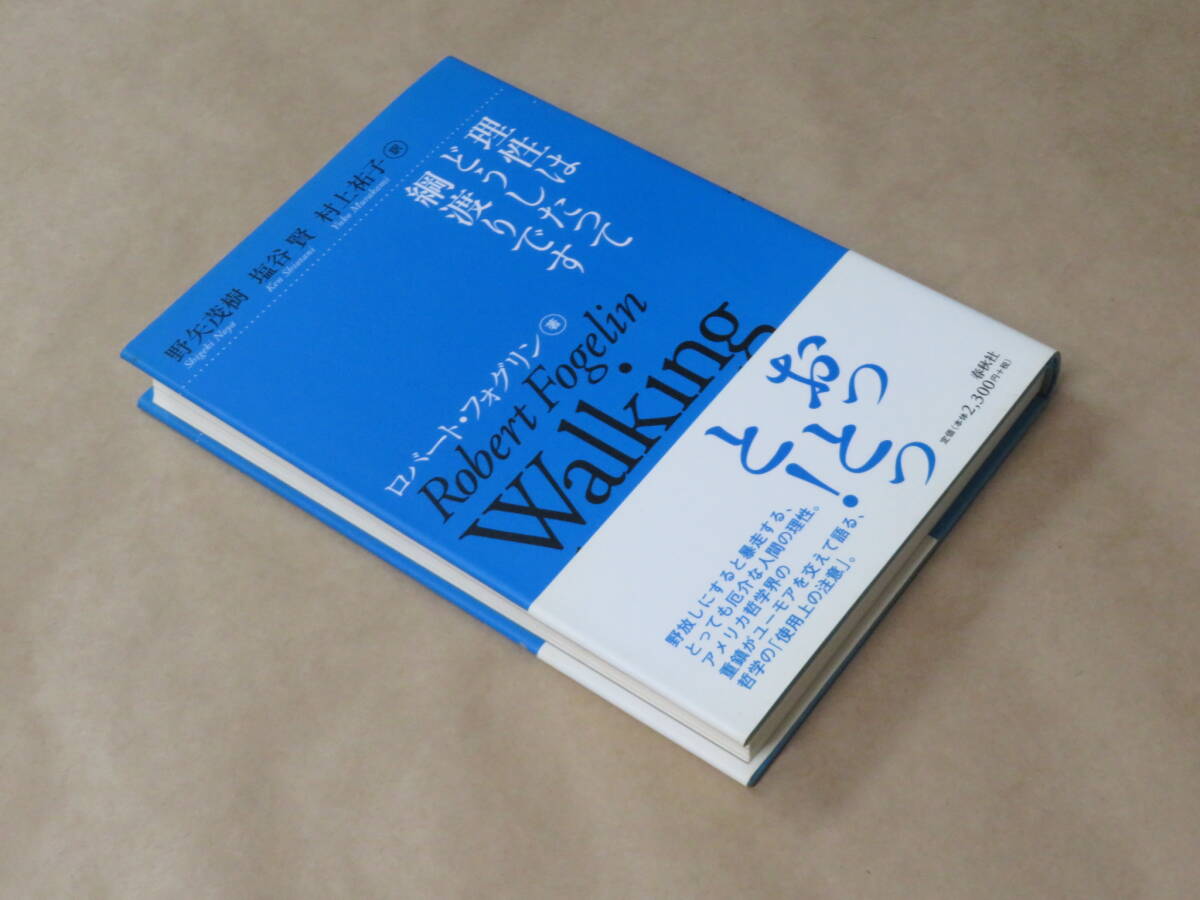 理性は
どうしたって
綱渡りです
野矢茂樹 塩谷賢 村上祐子 訳
Shigeki Noya Ken Shiotani Yuko Murakami
ロバート・フォグリン 著
Robert Fogelin
Walking
おっ
とっ
と!
野放しにすると暴走する、
とっても厄介な人間の理性。
アメリカ哲学界の
重鎮がユーモアを交えて語る、
哲学の「使用上の注意」。
春秋社
定価(本体2,300円+税)